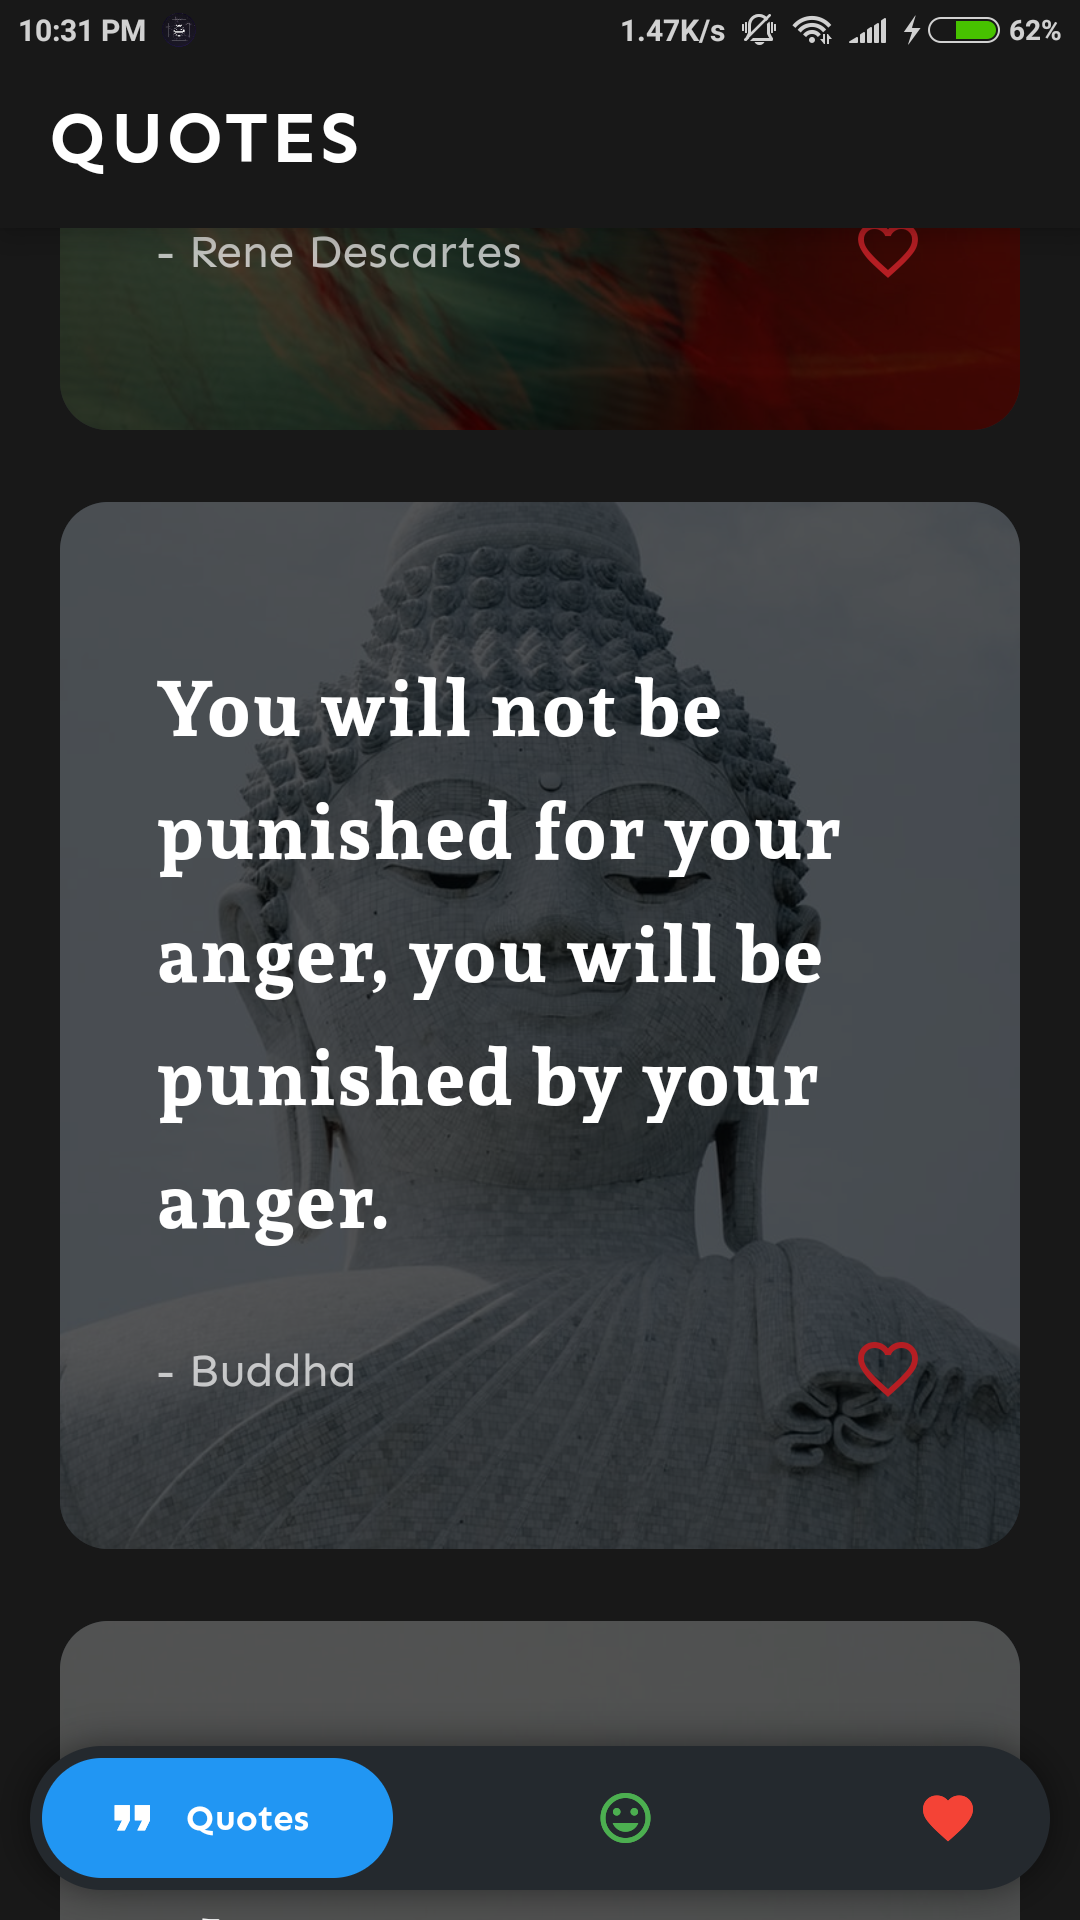 10:31 PM 1.47K/s 62%
QUOTES
- Rene Descartes
You will not be
punished for your
anger, you will be
punished by your
anger.
- Buddha
Quotes